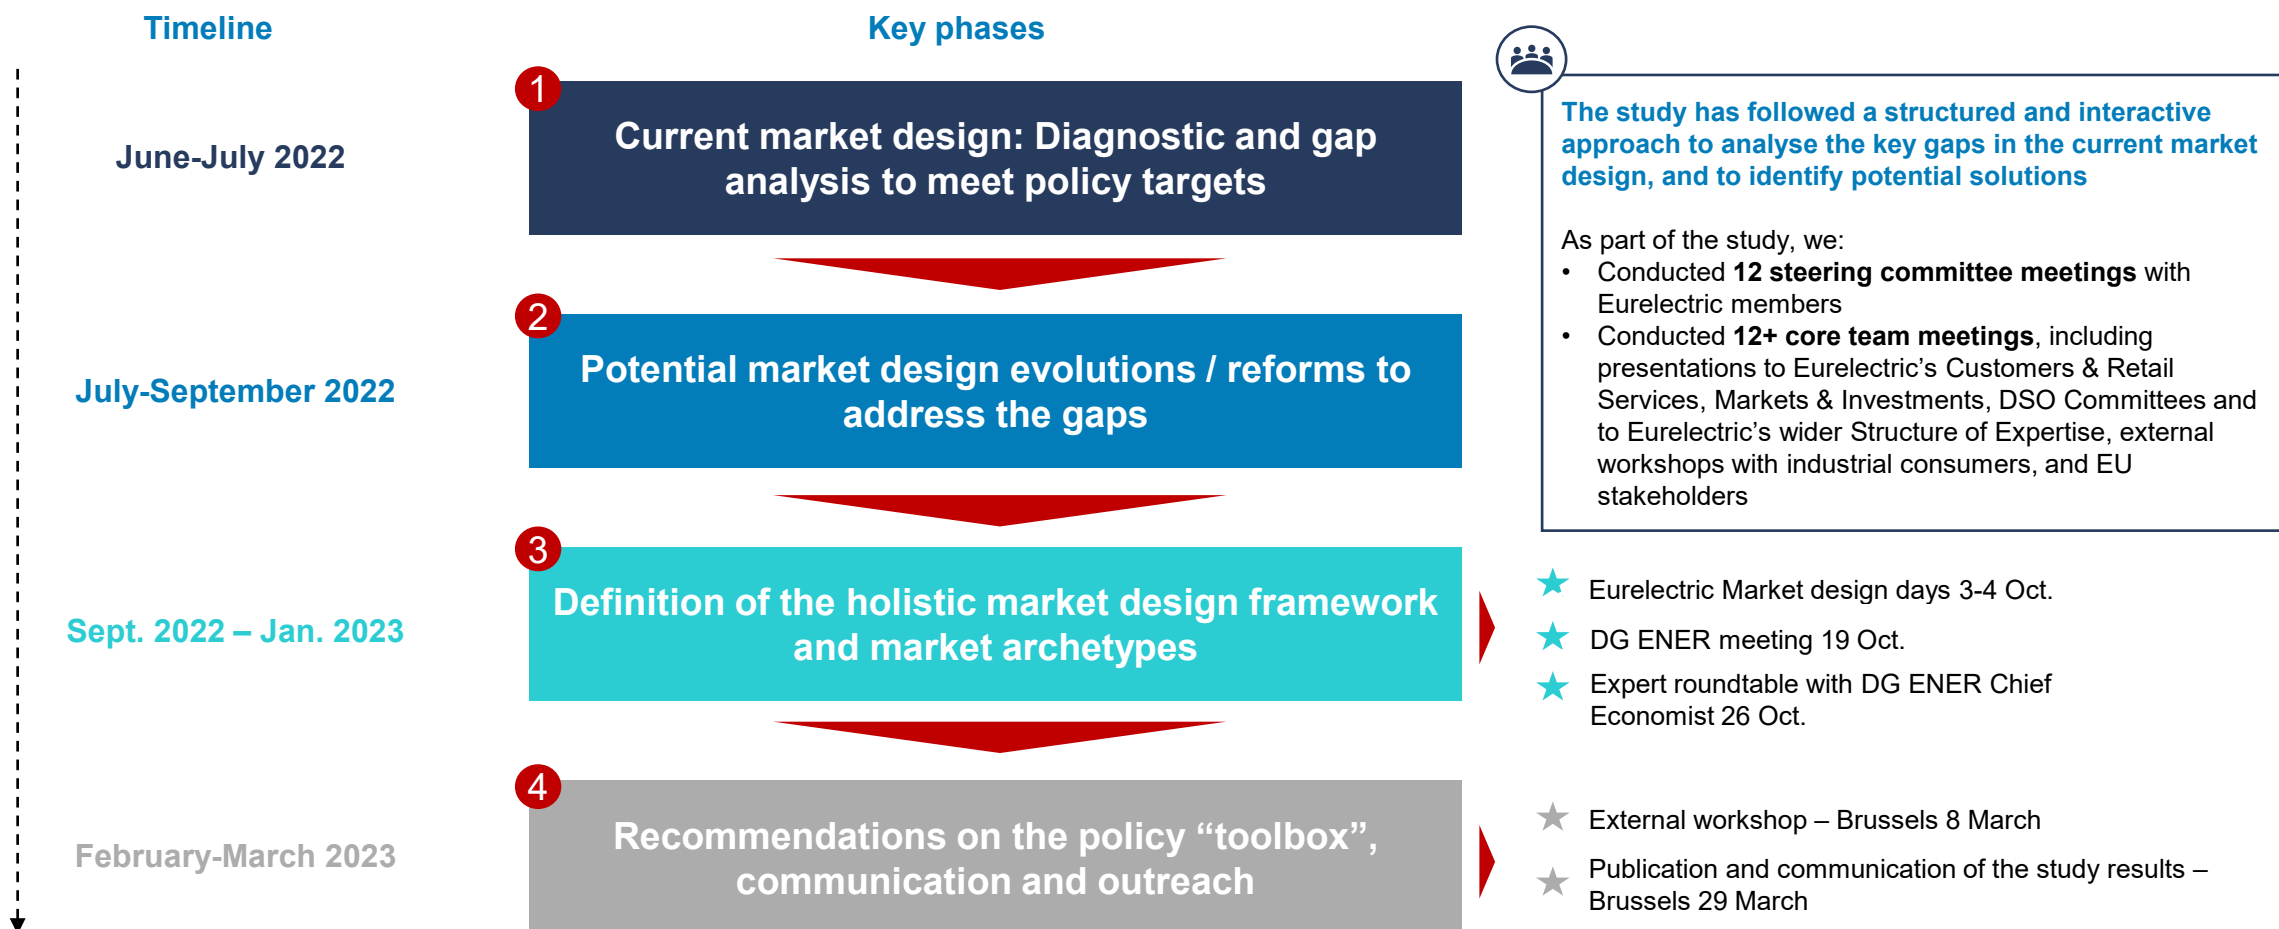 Timeline
Key phases
June-July 2022
1
Current market design: Diagnostic and gap
analysis to meet policy targets
July-September 2022
2
Potential market design evolutions / reforms to
address the gaps
Sept. 2022 – Jan. 2023
3
Definition of the holistic market design framework
and market archetypes
February-March 2023
4
Recommendations on the policy “toolbox”,
communication and outreach
The study has followed a structured and interactive
approach to analyse the key gaps in the current market
design, and to identify potential solutions
As part of the study, we:
• Conducted 12 steering committee meetings with
Eurelectric members
• Conducted 12+ core team meetings, including
presentations to Eurelectric’s Customers & Retail
Services, Markets & Investments, DSO Committees and
to Eurelectric’s wider Structure of Expertise, external
workshops with industrial consumers, and EU
stakeholders
Eurelectric Market design days 3-4 Oct.
DG ENER meeting 19 Oct.
Expert roundtable with DG ENER Chief
Economist 26 Oct.
External workshop – Brussels 8 March
Publication and communication of the study results –
Brussels 29 March